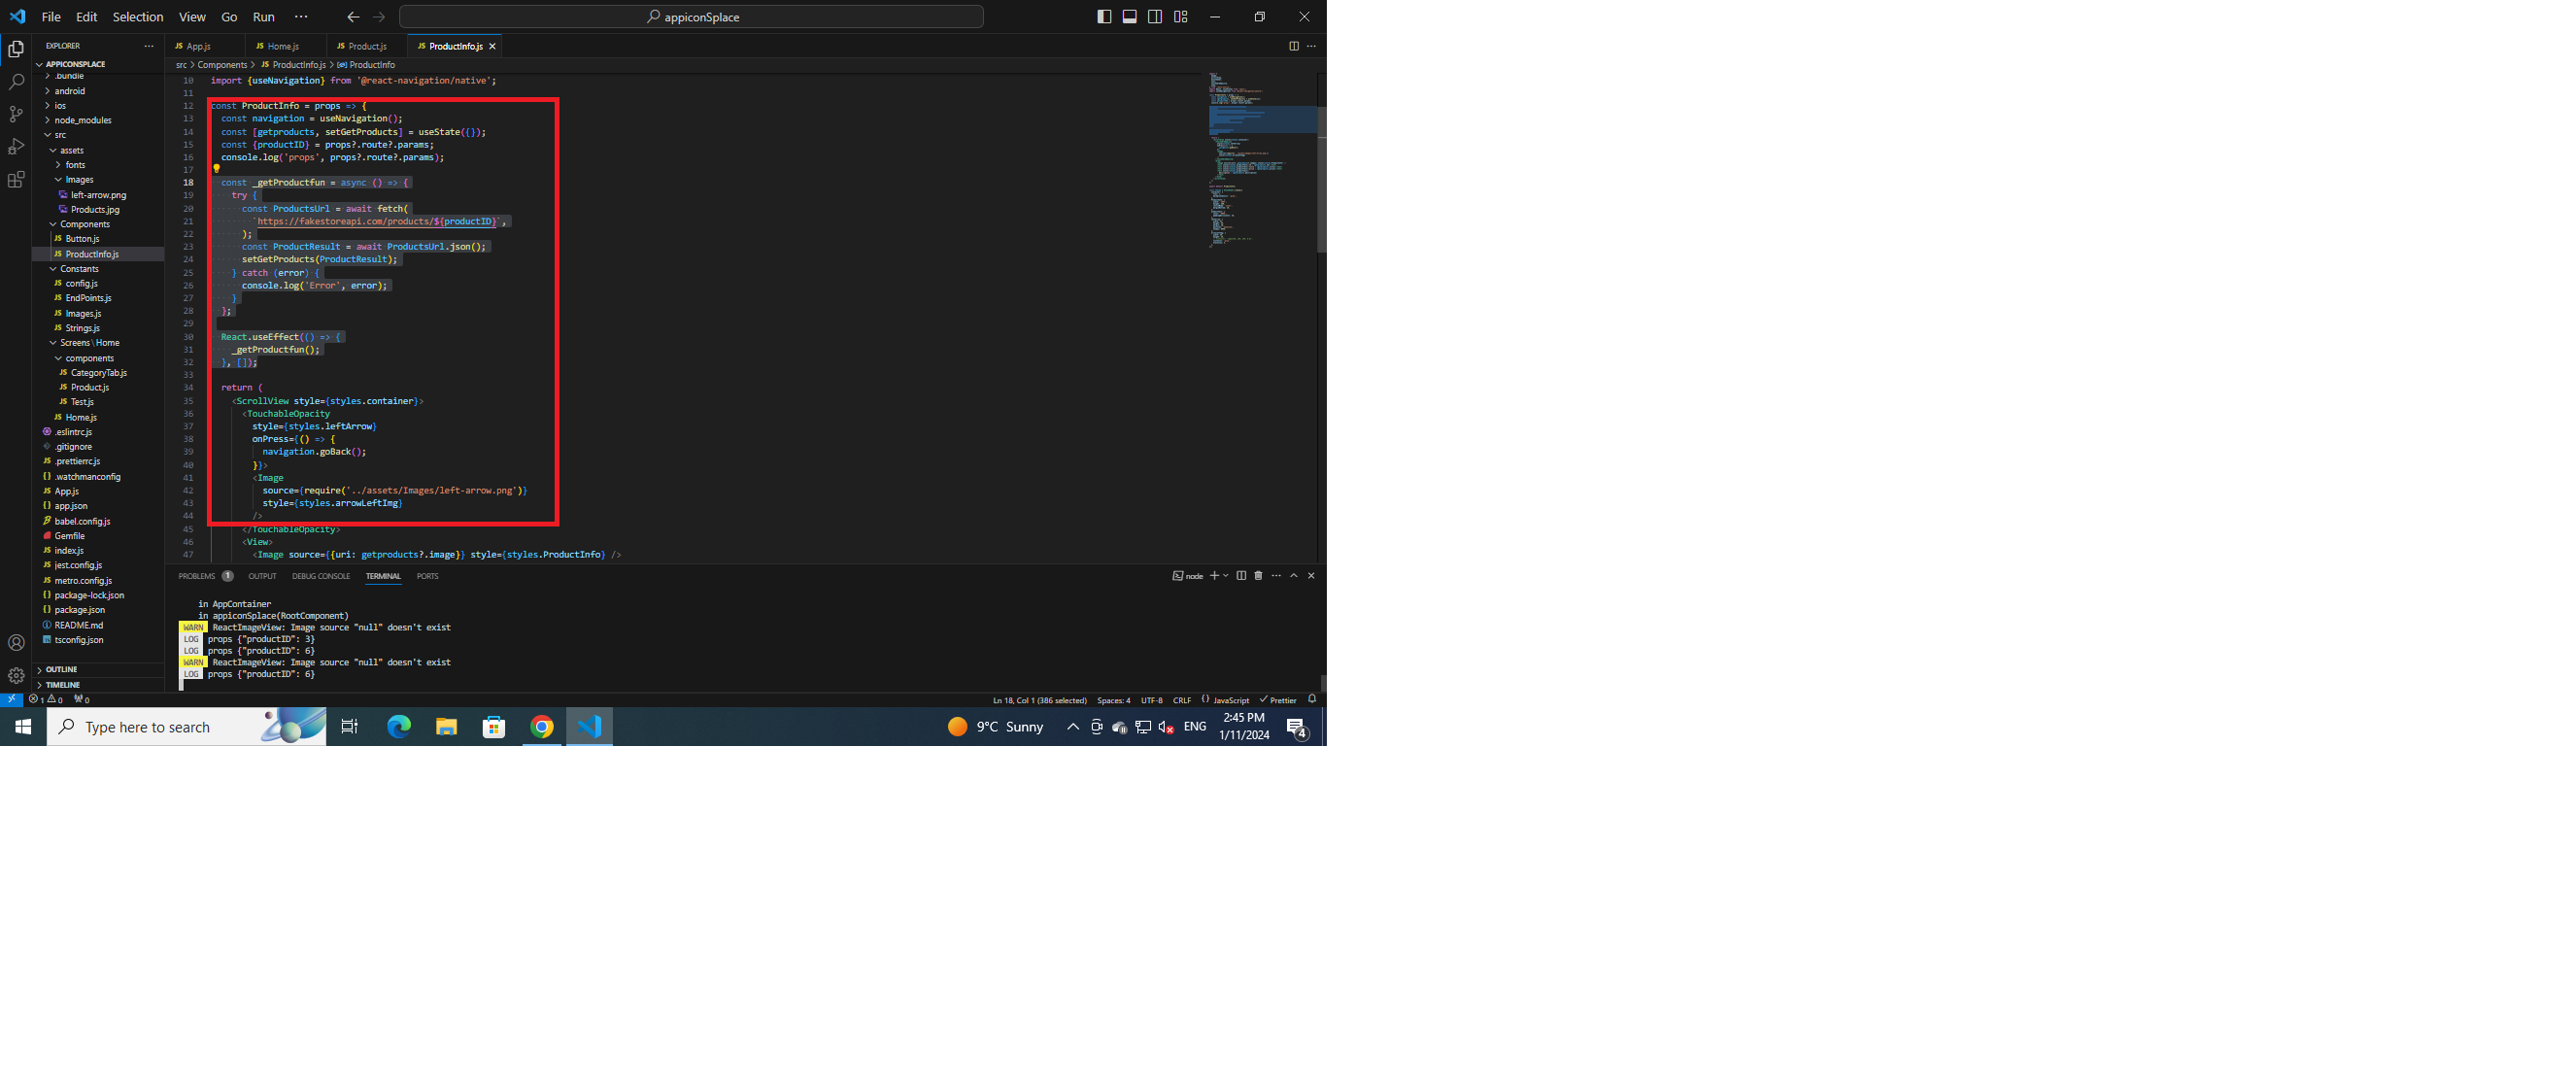 File Edit Selection View Go Run ··· appiconSplace
EXPLORER ···
APPICONSPLACE
.bundle
android
ios
node_modules
src
assets
fonts
Images
left-arrow.png
Products.jpg
Components
Button.js
ProductInfo.js
Constants
config.js
EndPoints.js
Images.js
Strings.js
Screens\Home
components
CategoryTab.js
Product.js
Test.js
Home.js
.eslintrc.js
.gitignore
.prettierrc.js
.watchmanconfig
App.js
app.json
babel.config.js
Gemfile
index.js
jest.config.js
metro.config.js
package-lock.json
package.json
README.md
tsconfig.json
OUTLINE
TIMELINE
JS App.js JS Home.js JS Product.js JS ProductInfo.js
src > Components > JS ProductInfo.js > ProductInfo
10 import {useNavigation} from '@react-navigation/native';
11
12 const ProductInfo = props => {
13 const navigation = useNavigation();
14 const [getproducts, setGetProducts] = useState({});
15 const {productID} = props?.route?.params;
16 console.log('props', props?.route?.params);
17
18 const _getProductfun = async () => {
19 try {
20 const ProductsUrl = await fetch(
21 `https://fakestoreapi.com/products/${productID}`,
22 );
23 const ProductResult = await ProductsUrl.json();
24 setGetProducts(ProductResult);
25 } catch (error) {
26 console.log('Error', error);
27 }
28 };
29
30 React.useEffect(() => {
31 _getProductfun();
32 }, []);
33
34 return (
35 <ScrollView style={styles.container}>
36 <TouchableOpacity
37 style={styles.leftArrow}
38 onPress={() => {
39 navigation.goBack();
40 }}>
41 <Image
42 source={require('../assets/Images/left-arrow.png')}
43 style={styles.arrowLeftImg}
44 />
45 </TouchableOpacity>
46 <View>
47 <Image source={{uri: getproducts?.image}} style={styles.ProductInfo} />
PROBLEMS 1 OUTPUT DEBUG CONSOLE TERMINAL PORTS node
in AppContainer
in appiconSplace(RootComponent)
WARN ReactImageView: Image source "null" doesn't exist
LOG props {"productID": 3}
LOG props {"productID": 6}
WARN ReactImageView: Image source "null" doesn't exist
LOG props {"productID": 6}
1 0 0 Ln 18, Col 1 (386 selected) Spaces: 4 UTF-8 CRLF {} JavaScript Prettier
Type here to search 9°C Sunny ENG 2:45 PM
1/11/2024 4